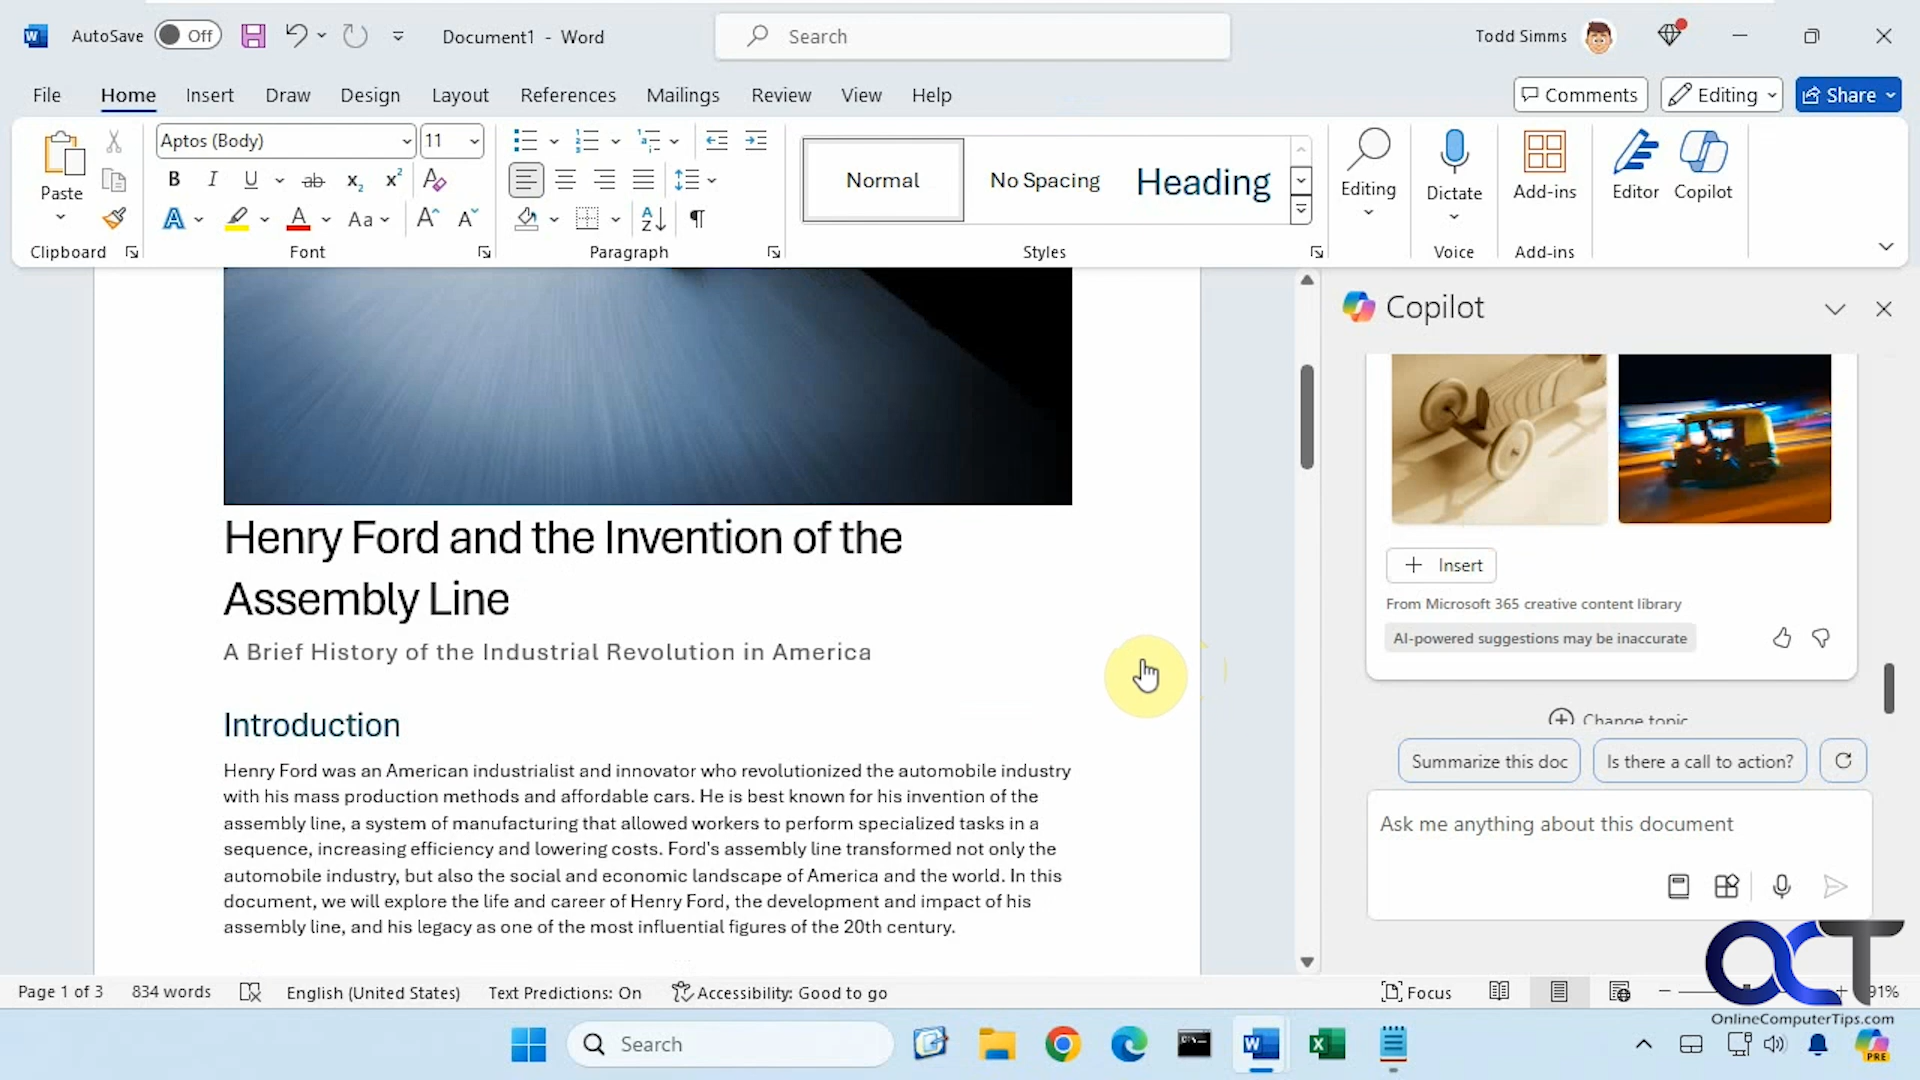 AutoSave Off Document1 - Word Search Todd Simms
File Home Insert Draw Design Layout References Mailings Review View Help Comments Editing Share
Aptos (Body) 11
Paste
B I U ab x₂ x² A
A A Aa A A A Z
Normal No Spacing Heading
Editing Dictate Add-ins Editor Copilot
Clipboard Font Paragraph Styles Voice Add-ins
Copilot
Henry Ford and the Invention of the
Assembly Line
A Brief History of the Industrial Revolution in America
Introduction
Henry Ford was an American industrialist and innovator who revolutionized the automobile industry
with his mass production methods and affordable cars. He is best known for his invention of the
assembly line, a system of manufacturing that allowed workers to perform specialized tasks in a
sequence, increasing efficiency and lowering costs. Ford's assembly line transformed not only the
automobile industry, but also the social and economic landscape of America and the world. In this
document, we will explore the life and career of Henry Ford, the development and impact of his
assembly line, and his legacy as one of the most influential figures of the 20th century.
+ Insert
From Microsoft 365 creative content library
AI-powered suggestions may be inaccurate
Change topic
Summarize this doc Is there a call to action?
Ask me anything about this document
OCT
OnlineComputerTips.com
Page 1 of 3 834 words English (United States) Text Predictions: On Accessibility: Good to go Focus 91%
Search
PRE